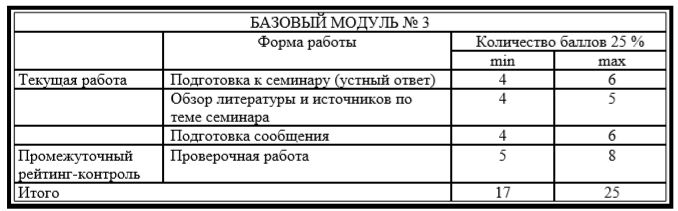 БАЗОВЫЙ МОДУЛЬ № 3
Форма работы Количество баллов 25 %
min max
Текущая работа Подготовка к семинару (устный ответ) 4 6
Обзор литературы и источников по 4 5
теме семинара
Подготовка сообщения 4 6
Промежуточный Проверочная работа 5 8
рейтинг-контроль
Итого 17 25